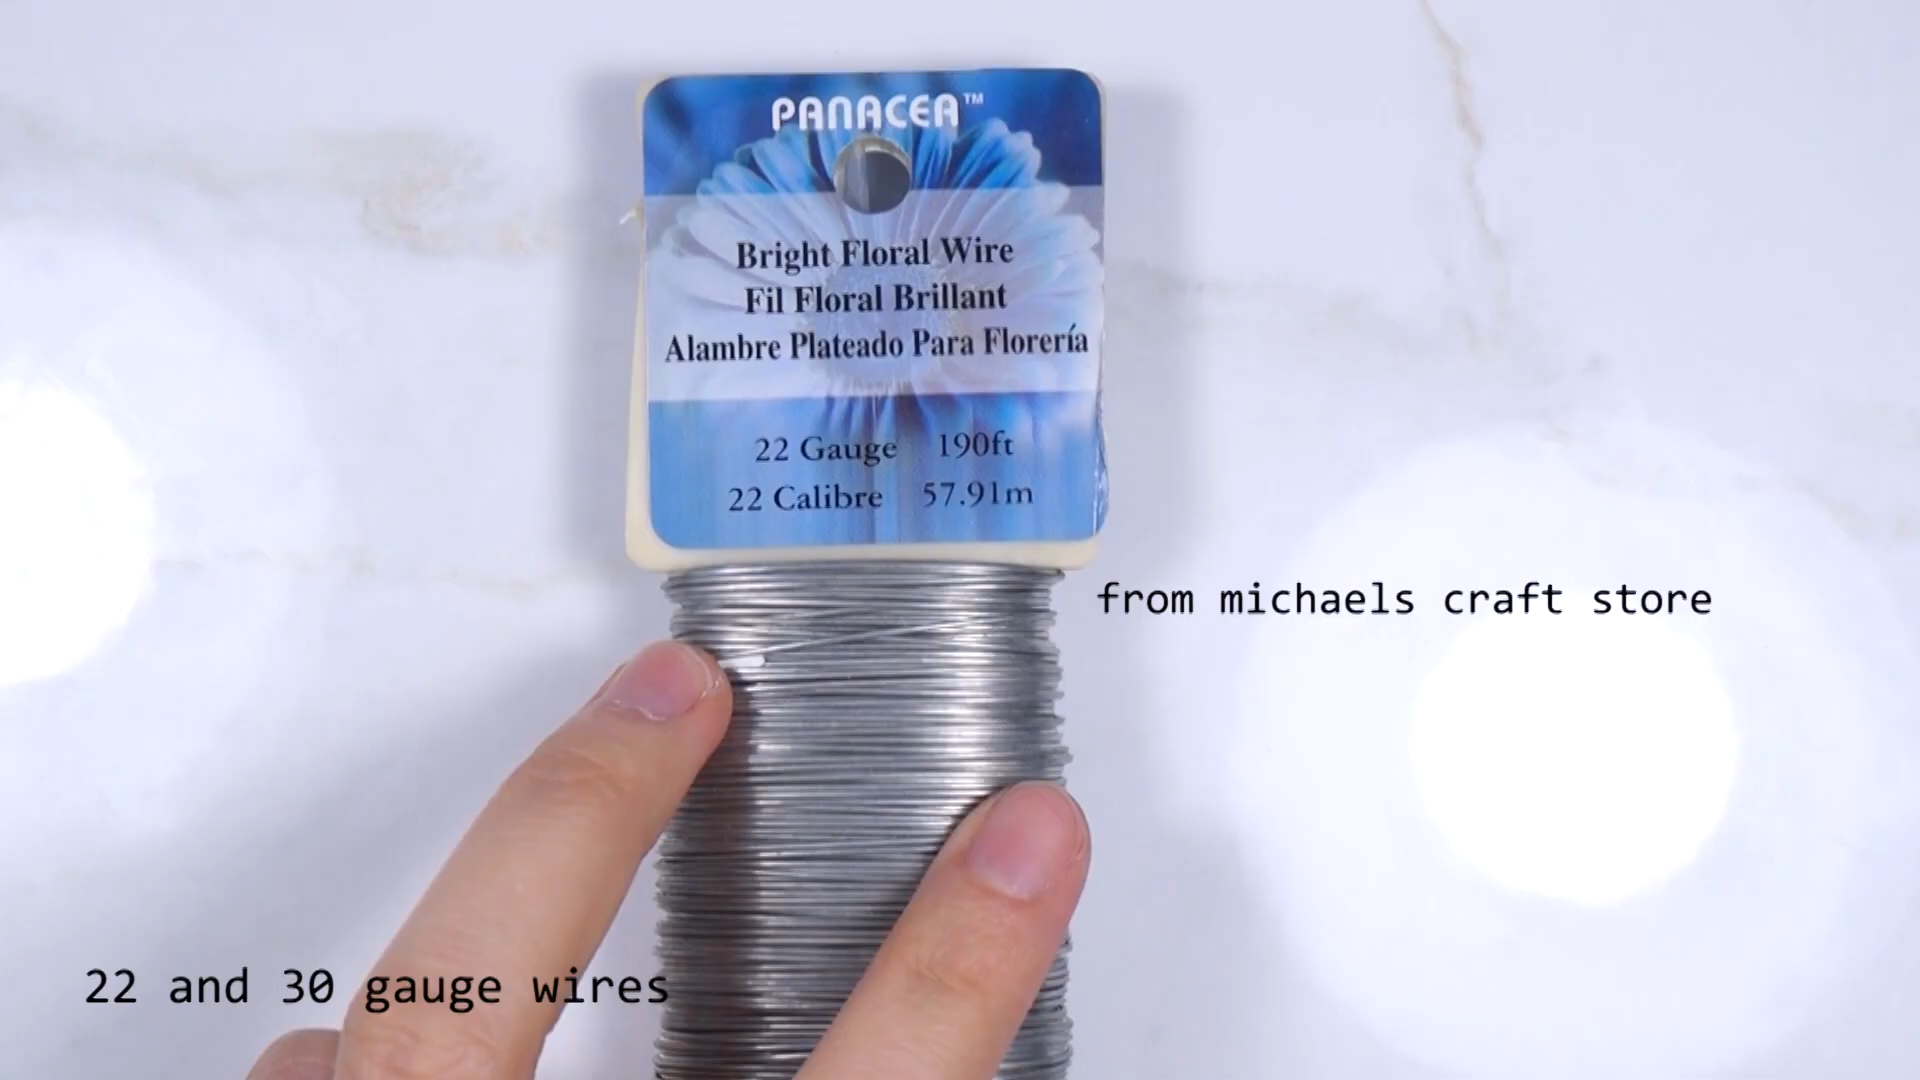 PANACEA™
Bright Floral Wire
Fil Floral Brillant
Alambre Plateado Para Florería
22 Gauge 190ft
22 Calibre 57.91m
from michaels craft store
22 and 30 gauge wires